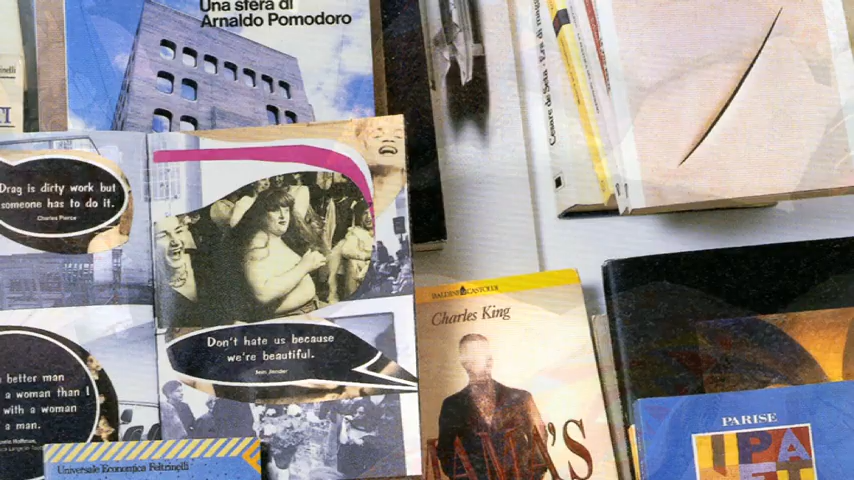 Una sfera di
Arnaldo Pomodoro
Drag is dirty work but
someone has to do it.
Charles Pierce
Don't hate us because
we're beautiful.
better man
a woman than I
with a woman
a man.
Universale Economica Feltrinelli
BALDINI & CASTOLDI
Charles King
MAMA'S
Cesare de Seta
PARISE